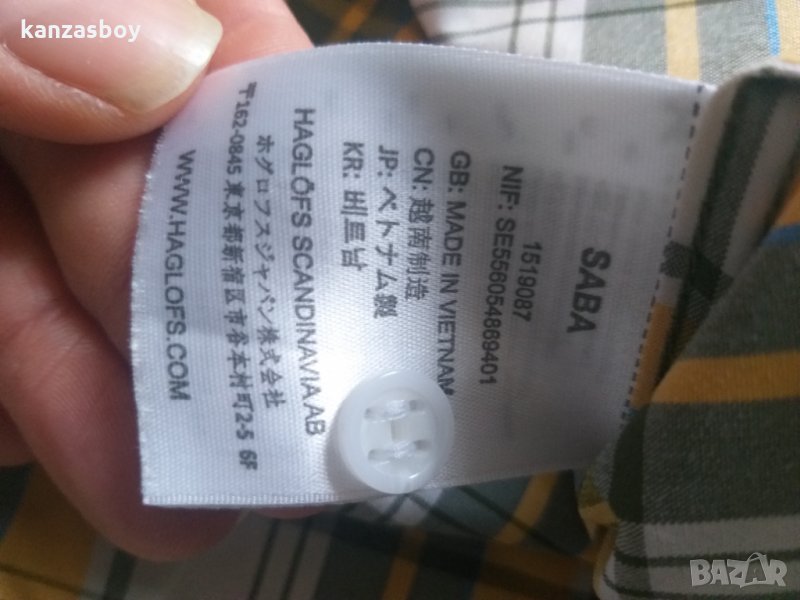 kanzasboy
SABA
1519087
NIF: SE556054869401
GB: MADE IN VIETNAM
CN: 越南制造
JP: ベトナム製
KR: 베트남
HAGLÖFS SCANDINAVIA AB
ホグロフスジャパン株式会社
〒162-0845 東京都新宿区市谷本村町2-5 6F
WWW.HAGLOFS.COM
BAZAR